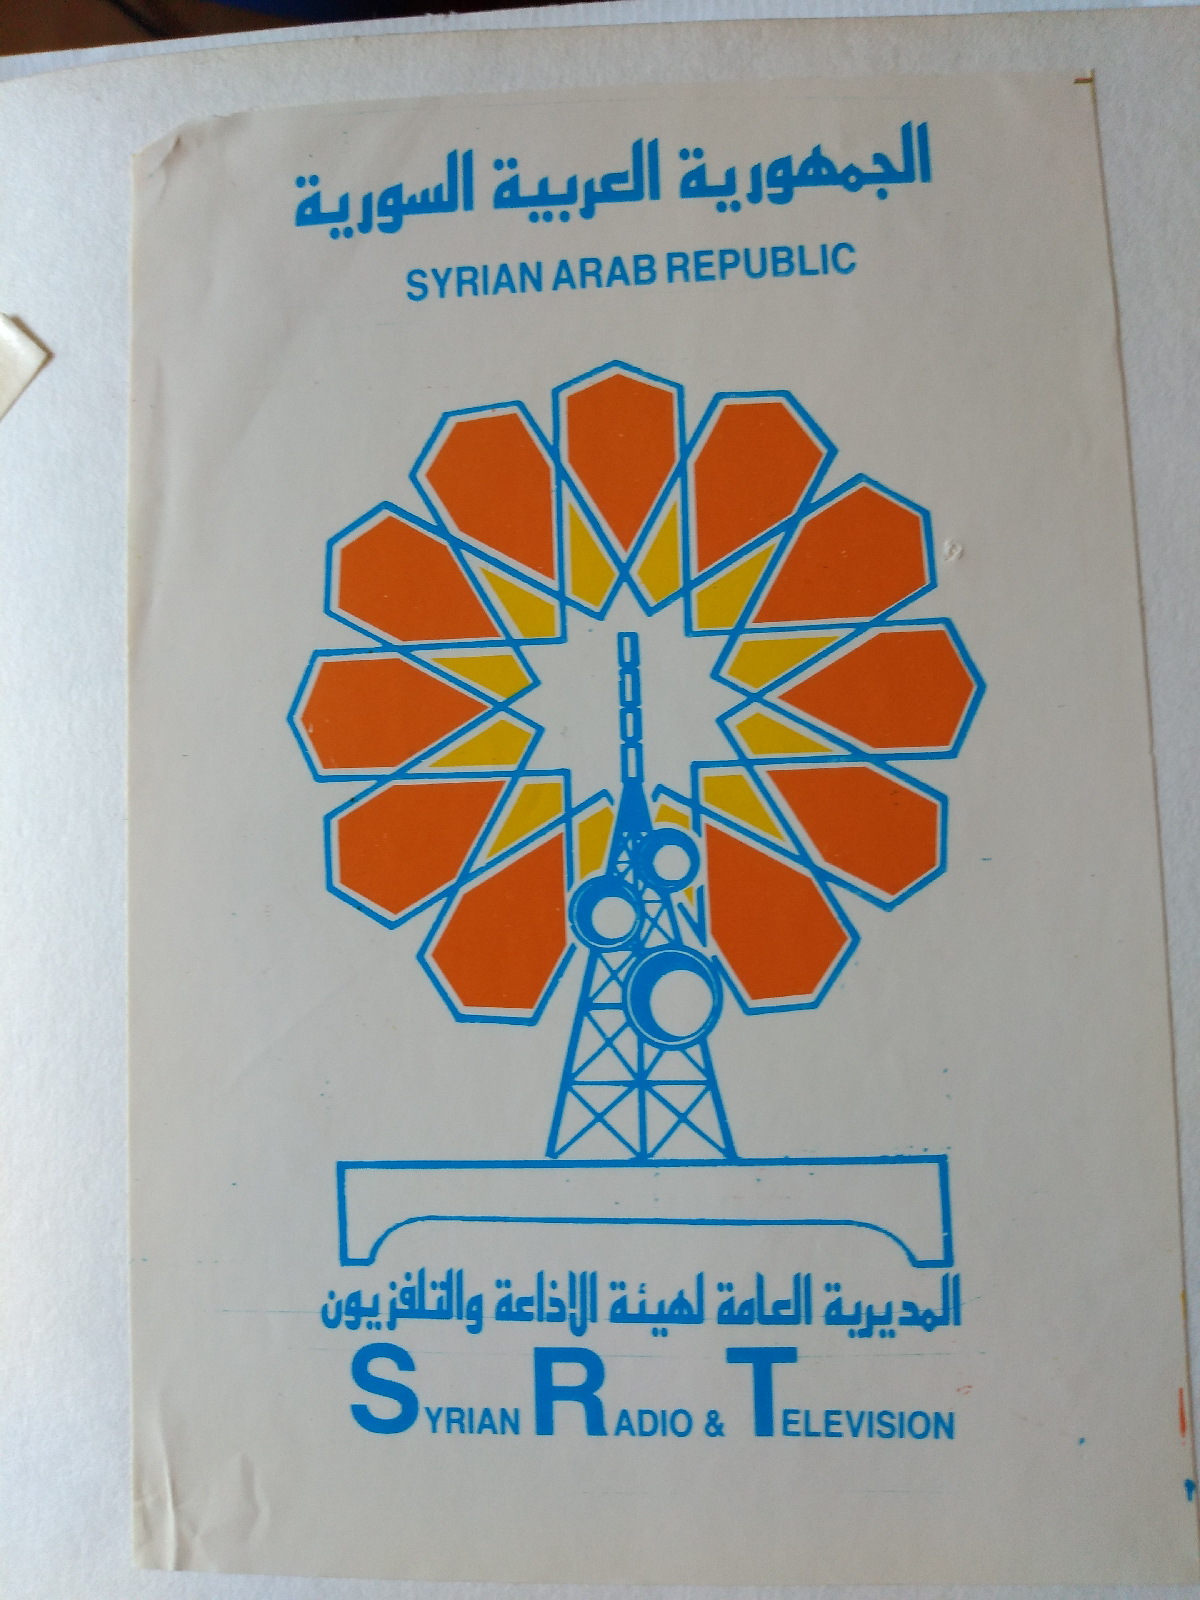 الجمهورية العربية السورية
SYRIAN ARAB REPUBLIC
المديرية العامة لهيئة الاذاعة والتلفزيون
SYRIAN RADIO & TELEVISION